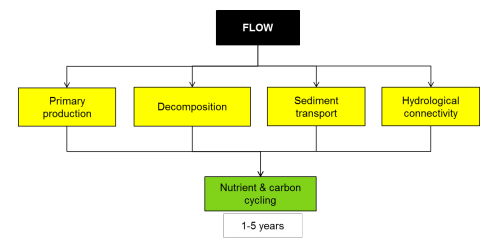 FLOW
Primary
production
Decomposition
Sediment
transport
Hydrological
connectivity
Nutrient & carbon
cycling
1-5 years